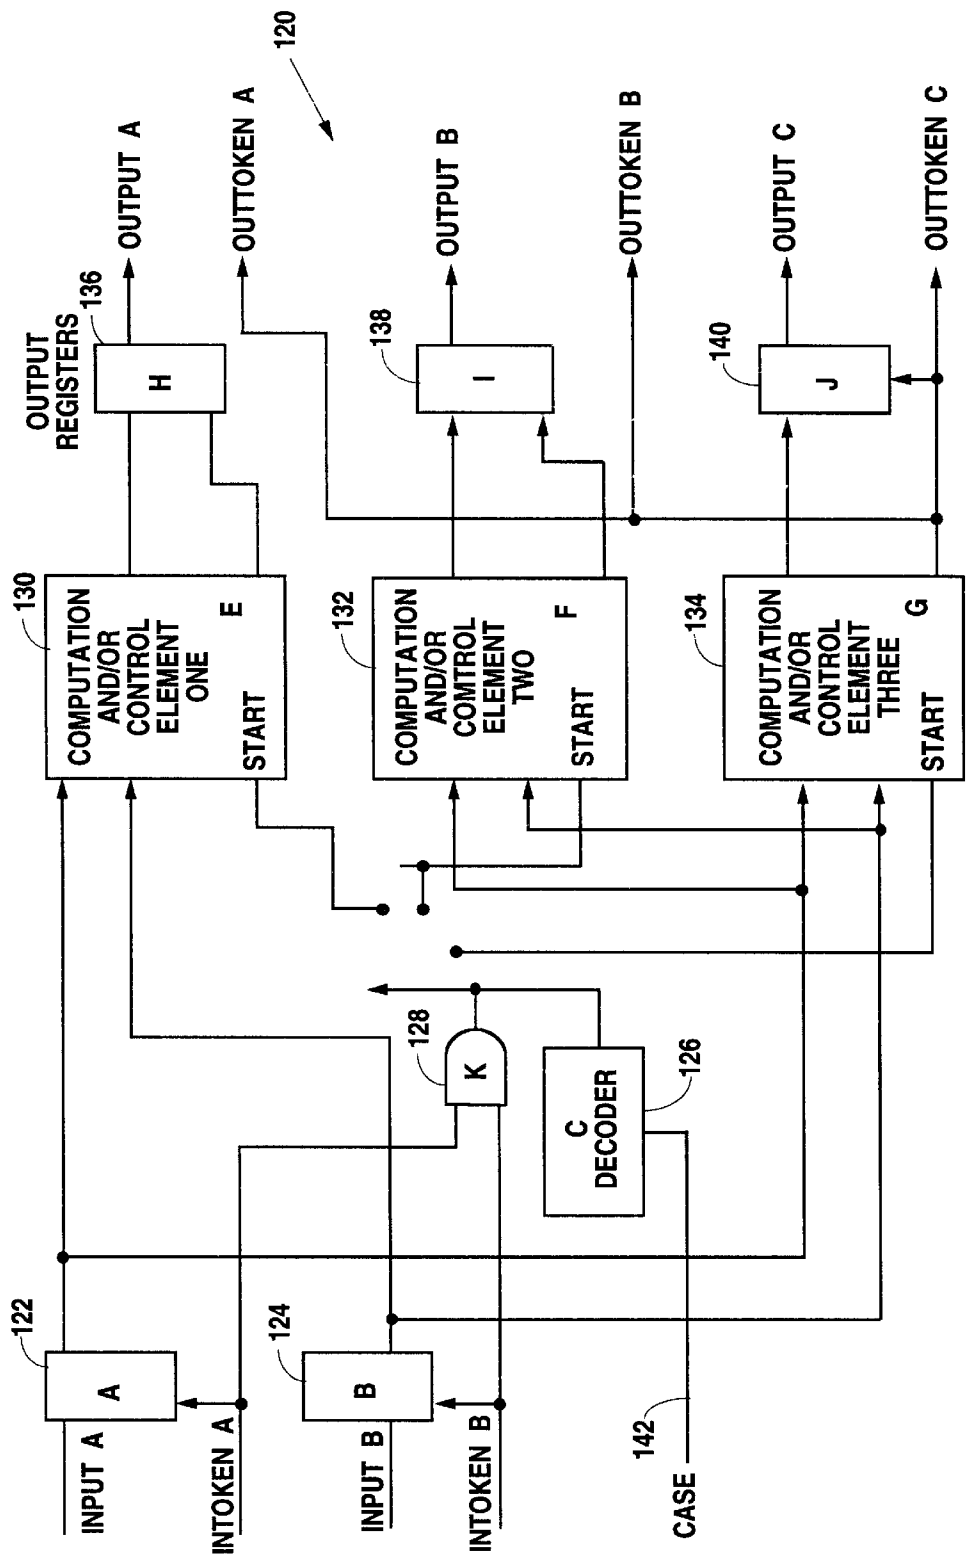 120
OUTPUT
REGISTERS
136
H
OUTPUT A
OUTTOKEN A
138
I
OUTPUT B
OUTTOKEN B
140
J
OUTPUT C
OUTTOKEN C
130
COMPUTATION
AND/OR
CONTROL
ELEMENT
ONE
E
START
132
COMPUTATION
AND/OR
COMTROL
ELEMENT
TWO
F
START
134
COMPUTATION
AND/OR
CONTROL
ELEMENT
THREE
G
START
128
K
126
C
DECODER
122
A
INPUT A
INTOKEN A
124
B
INPUT B
INTOKEN B
142
CASE